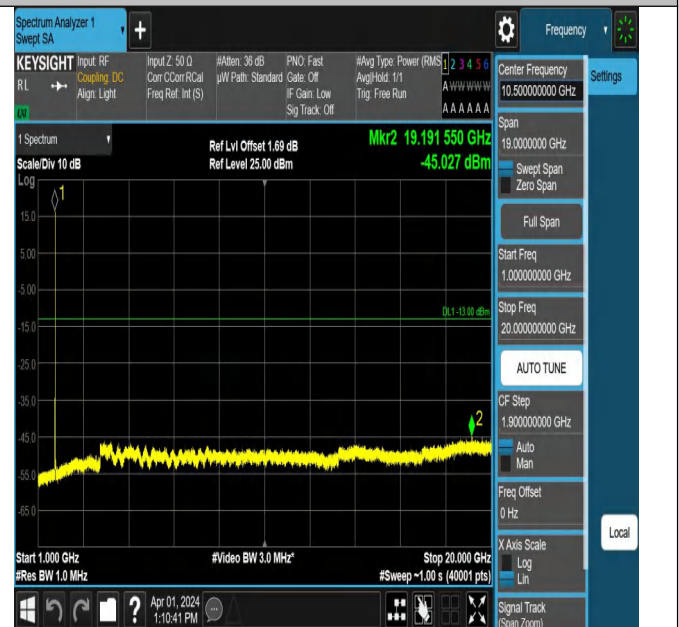 Spectrum Analyzer 1
Swept SA
+
Frequency
KEYSIGHT
RL
Input: RF
Coupling: DC
Align: Light
Input Z: 50 Ω
Corr CCorr RCal
Freq Ref: Int (S)
#Atten: 36 dB
µW Path: Standard
PNO: Fast
Gate: Off
IF Gain: Low
Sig Track: Off
#Avg Type: Power (RMS
Avg|Hold: 1/1
Trig: Free Run
1 2 3 4 5 6
A W W W W W
A A A A A A
1 Spectrum
Scale/Div 10 dB
Log
Ref Lvl Offset 1.69 dB
Ref Level 25.00 dBm
Mkr2 19.191 550 GHz
-45.027 dBm
1
15.0
5.00
-5.00
DL1 -13.00 dBm
-15.0
-25.0
-35.0
2
-45.0
-55.0
-65.0
Start 1.000 GHz
#Res BW 1.0 MHz
#Video BW 3.0 MHz*
Stop 20.000 GHz
#Sweep ~1.00 s (40001 pts)
Apr 01, 2024
1:10:41 PM
Center Frequency
10.500000000 GHz
Settings
Span
19.0000000 GHz
Swept Span
Zero Span
Full Span
Start Freq
1.000000000 GHz
Stop Freq
20.000000000 GHz
AUTO TUNE
CF Step
1.900000000 GHz
Auto
Man
Freq Offset
0 Hz
Local
X Axis Scale
Log
Lin
Signal Track
(Span Zoom)